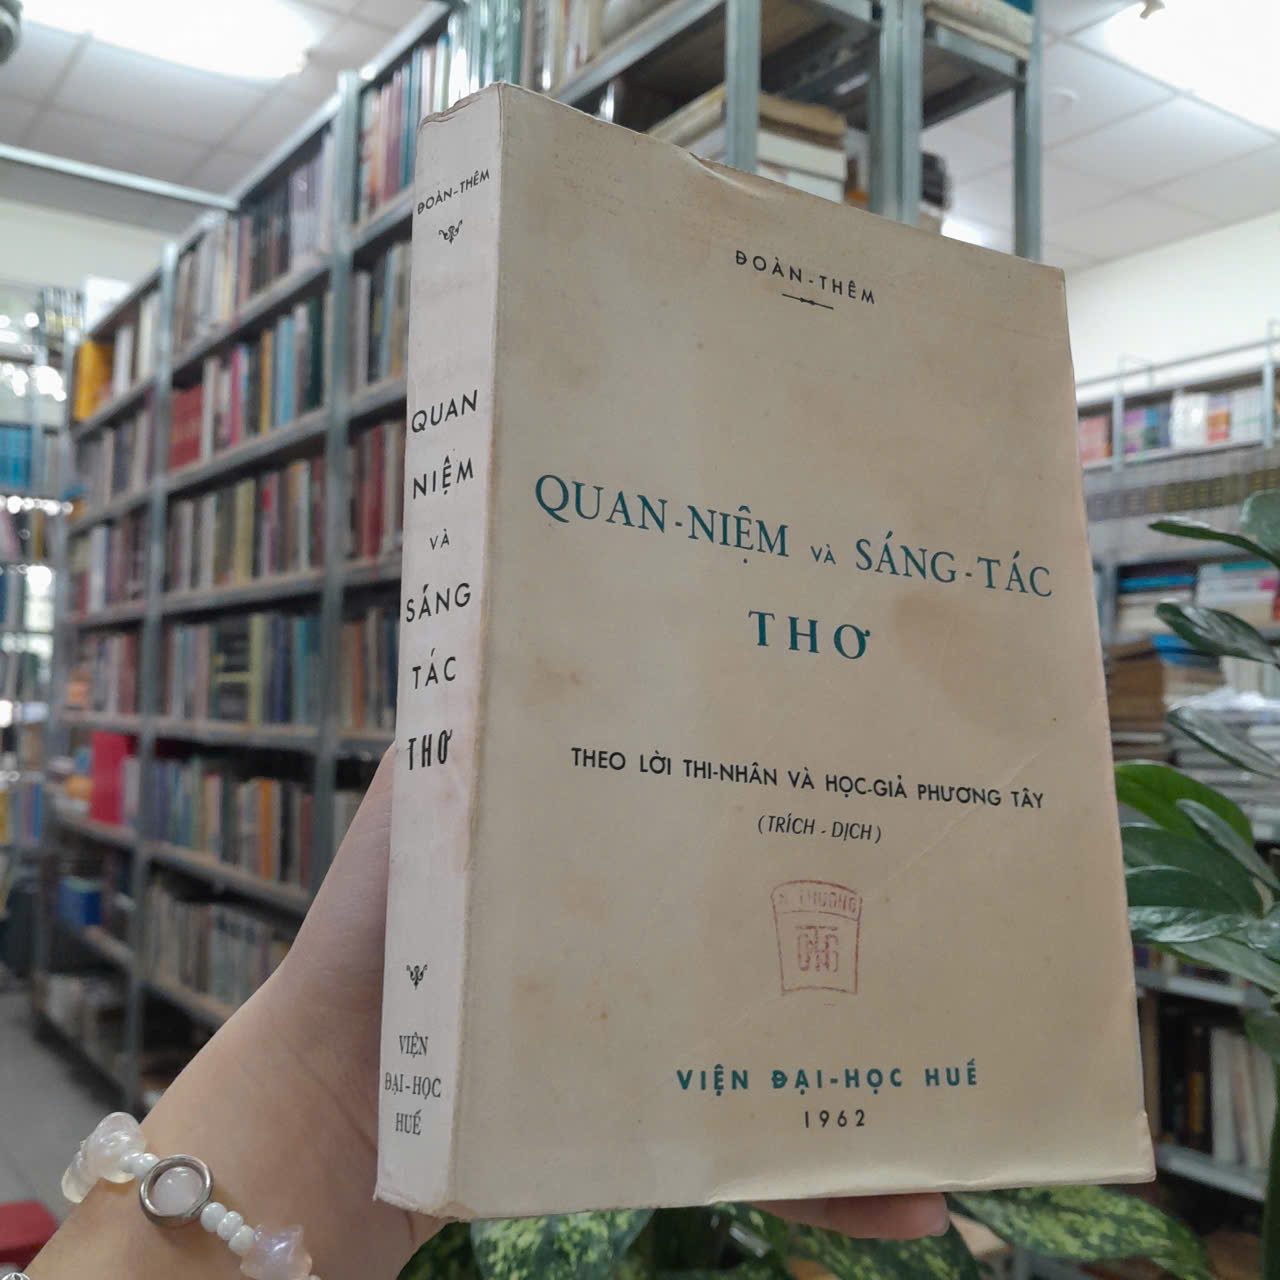 ĐOÀN-THÊM
QUAN
NIỆM
VÀ
SÁNG
TÁC
THƠ
VIỆN
ĐẠI-HỌC
HUẾ
ĐOÀN-THÊM
QUAN-NIỆM VÀ SÁNG-TÁC
THƠ
THEO LỜI THI-NHÂN VÀ HỌC-GIẢ PHƯƠNG TÂY
(TRÍCH - DỊCH)
VIỆN ĐẠI-HỌC HUẾ
1962